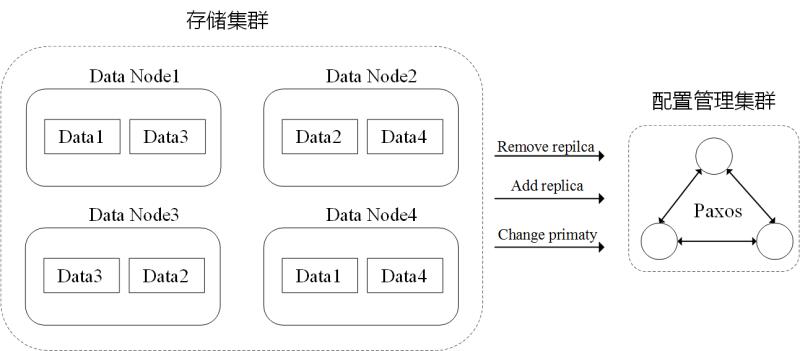 存储集群
Data Node1
Data Node2
Data1
Data3
Data2
Data4
Data Node3
Data Node4
Data3
Data2
Data1
Data4
Remove repilca
Add replica
Change primaty
配置管理集群
Paxos